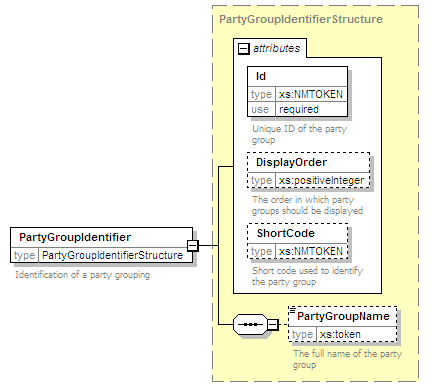 PartyGroupIdentifierStructure
attributes
Id
type xs:NMTOKEN
use required
Unique ID of the party
group
DisplayOrder
type xs:positiveInteger
The order in which party
groups should be displayed
ShortCode
type xs:NMTOKEN
Short code used to identify
the party group
PartyGroupIdentifier
type PartyGroupIdentifierStructure
Identification of a party grouping
PartyGroupName
type xs:token
The full name of the party
group